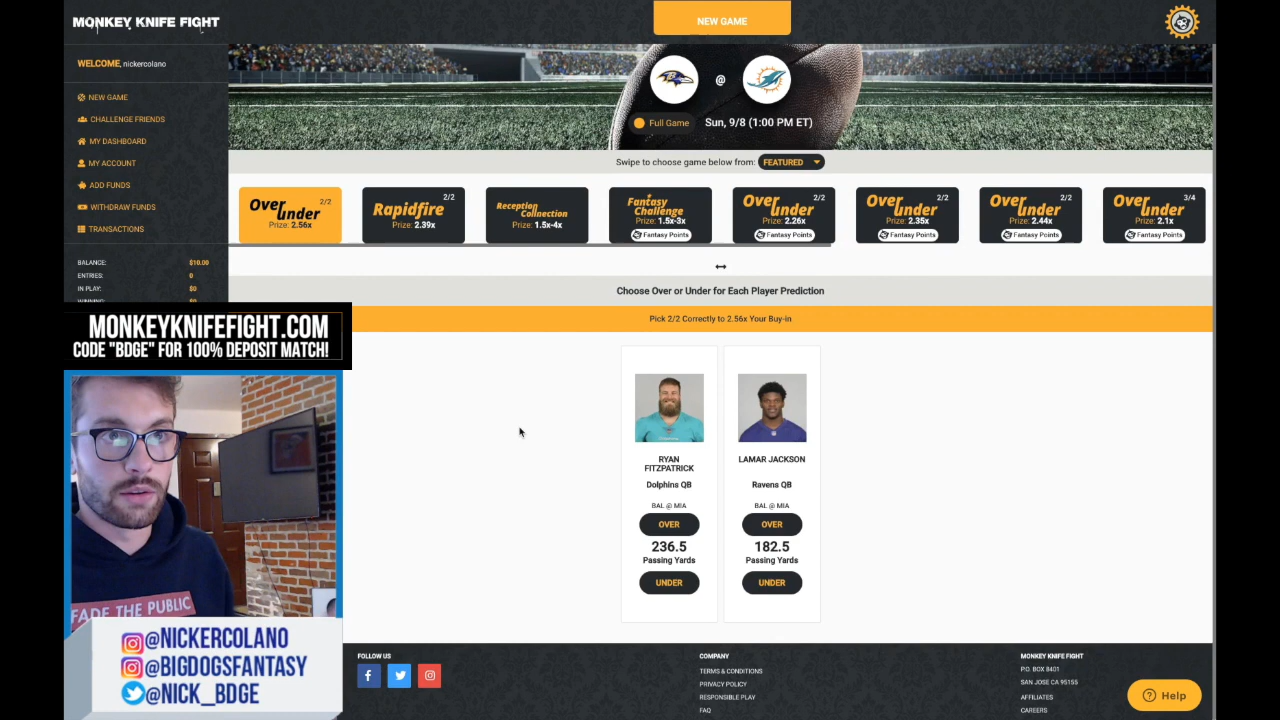 MONKEY KNIFE FIGHT
NEW GAME
WELCOME, nickercolano
NEW GAME
CHALLENGE FRIENDS
MY DASHBOARD
MY ACCOUNT
ADD FUNDS
WITHDRAW FUNDS
TRANSACTIONS
BALANCE: $10.00
ENTRIES: 0
IN PLAY: $0
WINNING: $0
@
Full Game Sun, 9/8 (1:00 PM ET)
Swipe to choose game below from: FEATURED
Over under 2/2
Prize: 2.56x
Rapidfire 2/2
Prize: 2.39x
Reception Connection
Prize: 1.5x-4x
Fantasy Challenge
Prize: 1.5x-3x
Fantasy Points
Over under 2/2
Prize: 2.26x
Fantasy Points
Over under 2/2
Prize: 2.35x
Fantasy Points
Over under 2/2
Prize: 2.44x
Fantasy Points
Over under 3/4
Prize: 2.1x
Fantasy Points
Choose Over or Under for Each Player Prediction
Pick 2/2 Correctly to 2.56x Your Buy-in
MONKEYKNIFEFIGHT.COM
CODE "BDGE" FOR 100% DEPOSIT MATCH!
RYAN
FITZPATRICK
Dolphins QB
BAL @ MIA
OVER
236.5
Passing Yards
UNDER
LAMAR JACKSON
Ravens QB
BAL @ MIA
OVER
182.5
Passing Yards
UNDER
FADE THE PUBLIC
@NICKERCOLANO
@BIGDOGSFANTASY
@NICK_BDGE
FOLLOW US
COMPANY
TERMS & CONDITIONS
PRIVACY POLICY
RESPONSIBLE PLAY
FAQ
MONKEY KNIFE FIGHT
P.O. BOX 8401
SAN JOSE CA 95155
AFFILIATES
CAREERS
Help